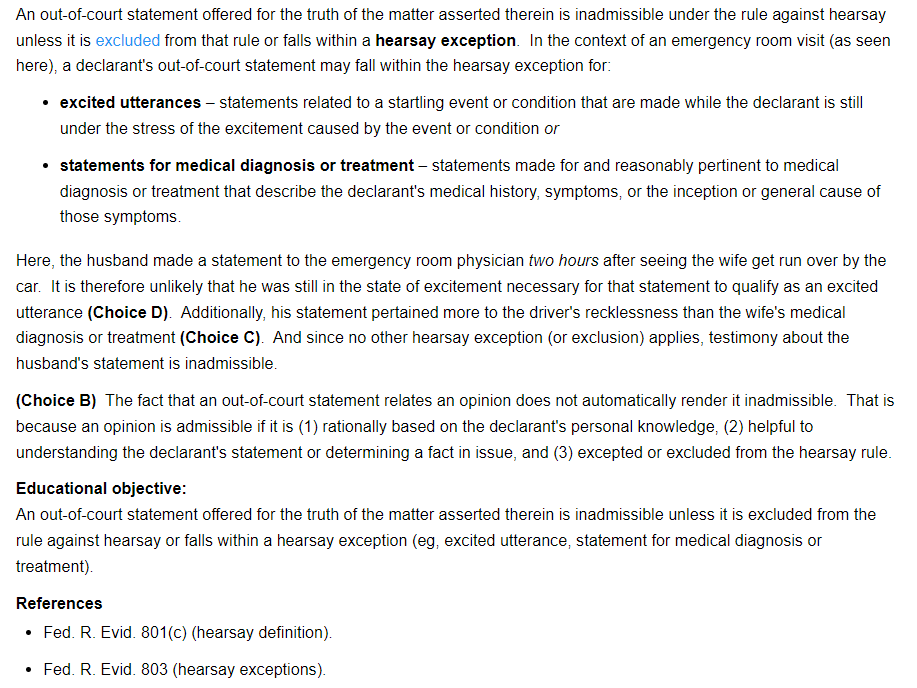 An out-of-court statement offered for the truth of the matter asserted therein is inadmissible under the rule against hearsay
unless it is excluded from that rule or falls within a hearsay exception.  In the context of an emergency room visit (as seen
here), a declarant's out-of-court statement may fall within the hearsay exception for:
• excited utterances – statements related to a startling event or condition that are made while the declarant is still
under the stress of the excitement caused by the event or condition or
• statements for medical diagnosis or treatment – statements made for and reasonably pertinent to medical
diagnosis or treatment that describe the declarant's medical history, symptoms, or the inception or general cause of
those symptoms.
Here, the husband made a statement to the emergency room physician two hours after seeing the wife get run over by the
car.  It is therefore unlikely that he was still in the state of excitement necessary for that statement to qualify as an excited
utterance (Choice D).  Additionally, his statement pertained more to the driver's recklessness than the wife's medical
diagnosis or treatment (Choice C).  And since no other hearsay exception (or exclusion) applies, testimony about the
husband's statement is inadmissible.
(Choice B)  The fact that an out-of-court statement relates an opinion does not automatically render it inadmissible.  That is
because an opinion is admissible if it is (1) rationally based on the declarant's personal knowledge, (2) helpful to
understanding the declarant's statement or determining a fact in issue, and (3) excepted or excluded from the hearsay rule.
Educational objective:
An out-of-court statement offered for the truth of the matter asserted therein is inadmissible unless it is excluded from the
rule against hearsay or falls within a hearsay exception (eg, excited utterance, statement for medical diagnosis or
treatment).
References
• Fed. R. Evid. 801(c) (hearsay definition).
• Fed. R. Evid. 803 (hearsay exceptions).